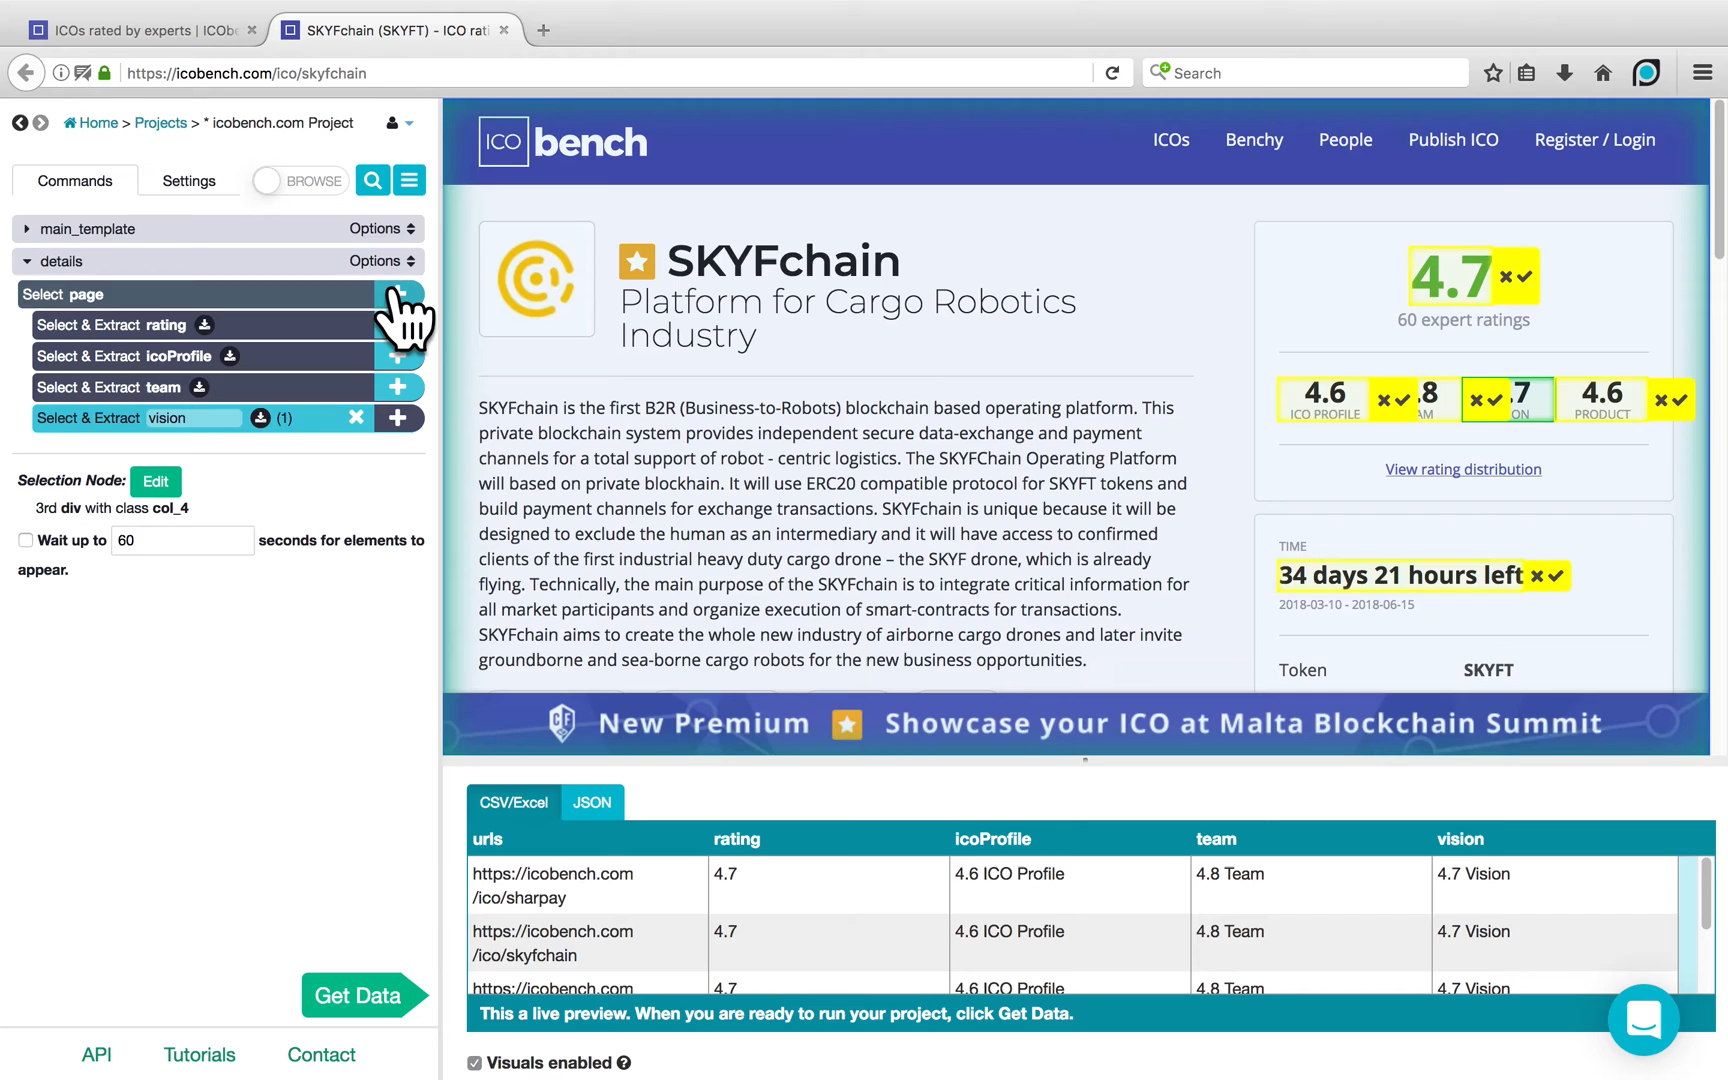 ICOs rated by experts | ICObe
SKYFchain (SKYFT) - ICO rati
https://icobench.com/ico/skyfchain
Search
Home > Projects > * icobench.com Project
Commands
Settings
BROWSE
main_template
Options
details
Options
Select page
Select & Extract rating
Select & Extract icoProfile
Select & Extract team
Select & Extract vision (1)
Selection Node: Edit
3rd div with class col_4
Wait up to 60 seconds for elements to
appear.
Get Data
API
Tutorials
Contact
ICO bench
ICOs
Benchy
People
Publish ICO
Register / Login
SKYFchain
Platform for Cargo Robotics
Industry
SKYFchain is the first B2R (Business-to-Robots) blockchain based operating platform. This
private blockchain system provides independent secure data-exchange and payment
channels for a total support of robot - centric logistics. The SKYFChain Operating Platform
will based on private blockhain. It will use ERC20 compatible protocol for SKYFT tokens and
build payment channels for exchange transactions. SKYFchain is unique because it will be
designed to exclude the human as an intermediary and it will have access to confirmed
clients of the first industrial heavy duty cargo drone – the SKYF drone, which is already
flying. Technically, the main purpose of the SKYFchain is to integrate critical information for
all market participants and organize execution of smart-contracts for transactions.
SKYFchain aims to create the whole new industry of airborne cargo drones and later invite
groundborne and sea-borne cargo robots for the new business opportunities.
4.7
60 expert ratings
4.6 .8 .7 4.6
ICO PROFILE AM ON PRODUCT
View rating distribution
TIME
34 days 21 hours left
2018-03-10 - 2018-06-15
Token SKYFT
New Premium Showcase your ICO at Malta Blockchain Summit
CSV/Excel
JSON
urls rating icoProfile team vision
https://icobench.com 4.7 4.6 ICO Profile 4.8 Team 4.7 Vision
/ico/sharpay
https://icobench.com 4.7 4.6 ICO Profile 4.8 Team 4.7 Vision
/ico/skyfchain
https://icobench.com 4.7 4.6 ICO Profile 4.8 Team 4.7 Vision
This a live preview. When you are ready to run your project, click Get Data.
Visuals enabled